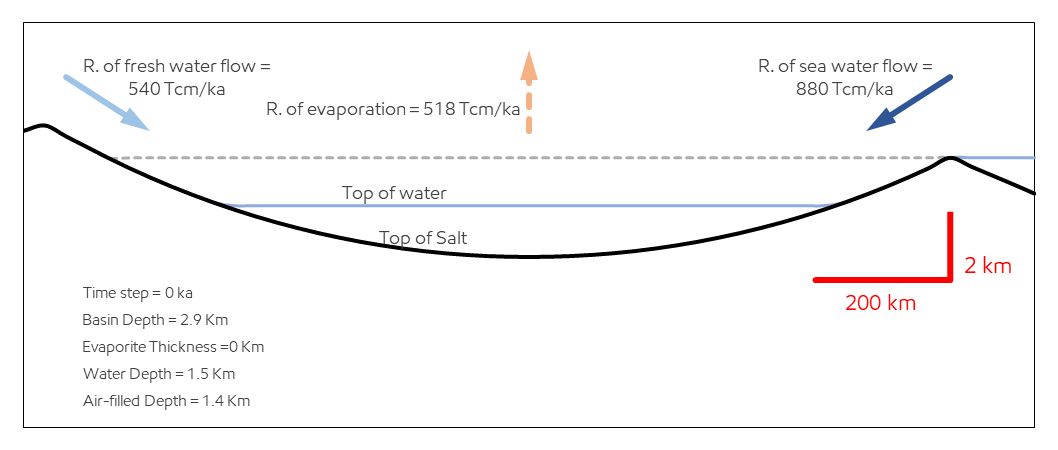 R. of fresh water flow =
540 Tcm/ka
R. of evaporation = 518 Tcm/ka
R. of sea water flow =
880 Tcm/ka
Top of water
Top of Salt
2 km
200 km
Time step = 0 ka
Basin Depth = 2.9 Km
Evaporite Thickness =0 Km
Water Depth = 1.5 Km
Air-filled Depth = 1.4 Km